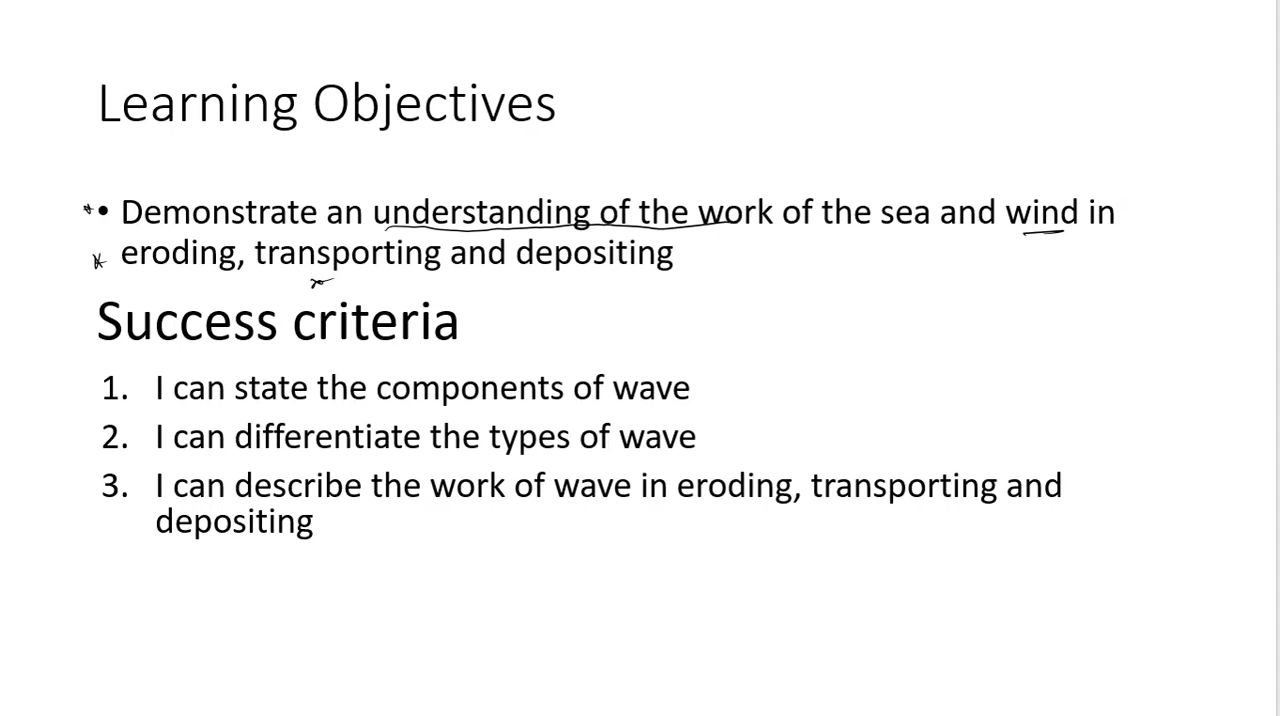 Learning Objectives
• Demonstrate an understanding of the work of the sea and wind in
eroding, transporting and depositing
Success criteria
1. I can state the components of wave
2. I can differentiate the types of wave
3. I can describe the work of wave in eroding, transporting and
depositing